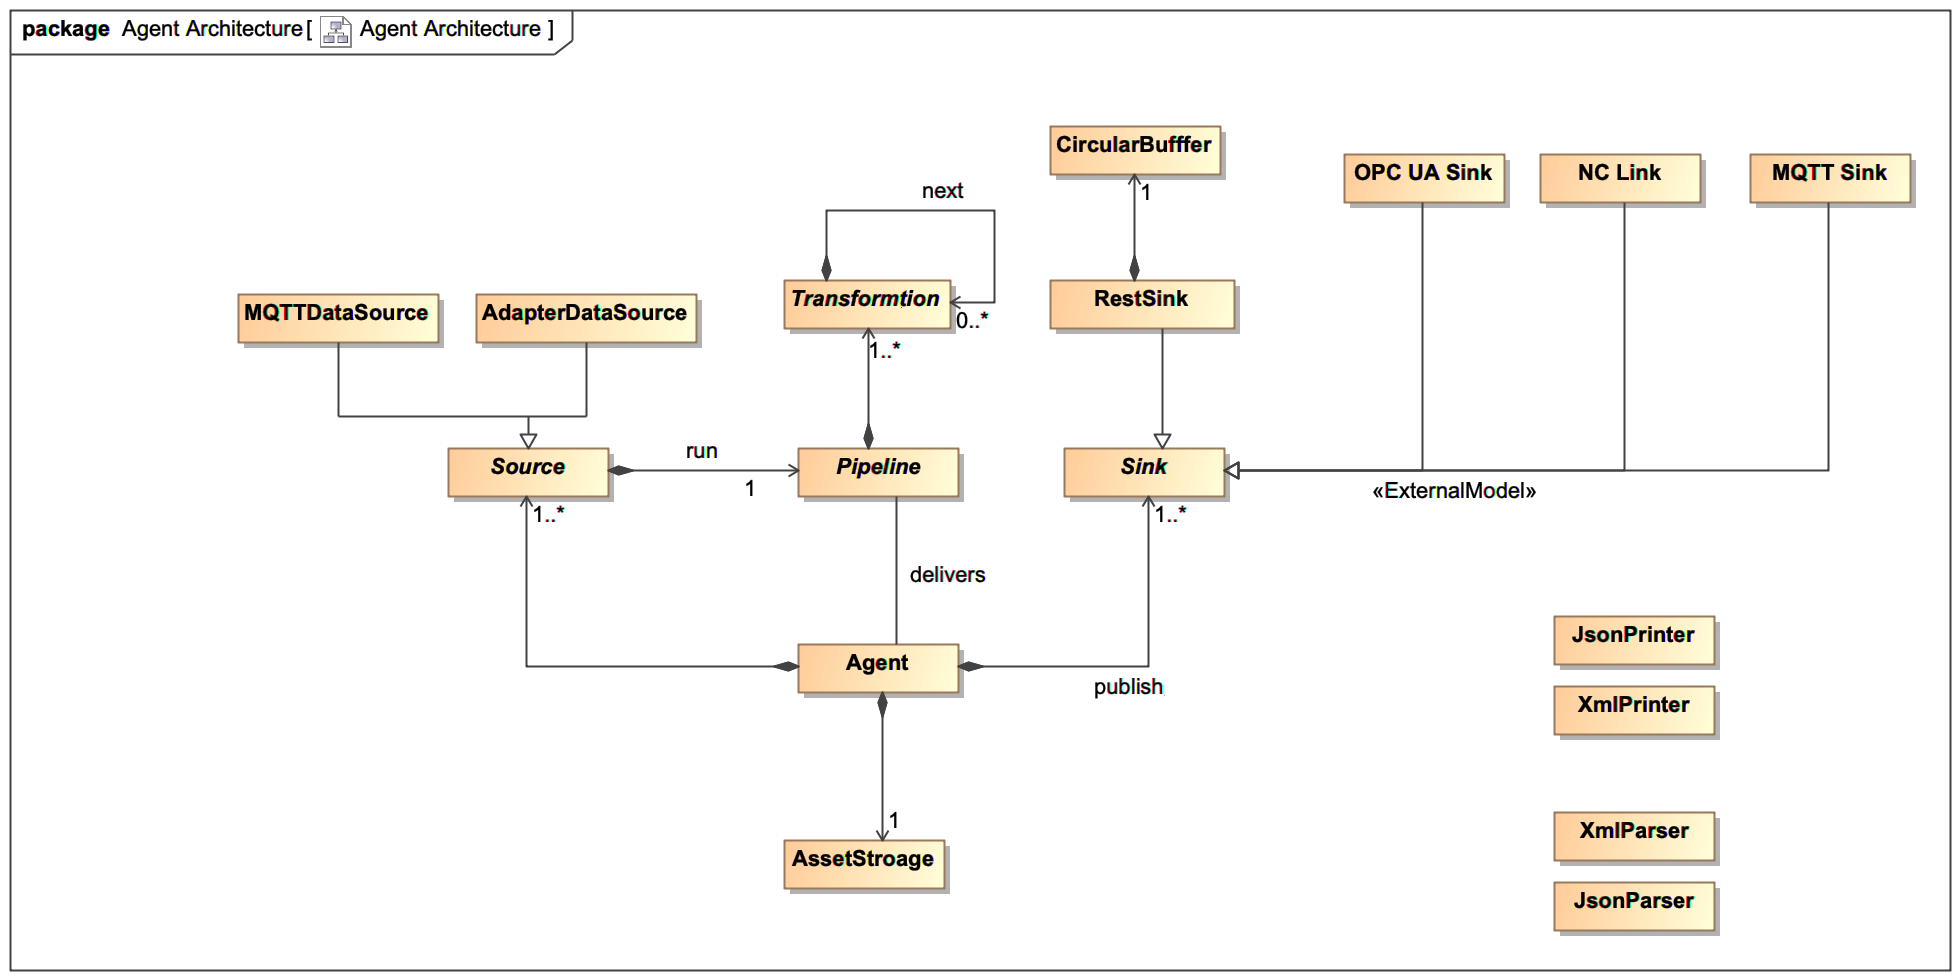 package Agent Architecture [ Agent Architecture ]
CircularBufffer
OPC UA Sink
NC Link
MQTT Sink
1
next
MQTTDataSource
AdapterDataSource
Transformtion
0..*
RestSink
1..*
run
1
Source
Pipeline
Sink
«ExternalModel»
1..*
1..*
delivers
Agent
publish
JsonPrinter
XmlPrinter
1
AssetStroage
XmlParser
JsonParser